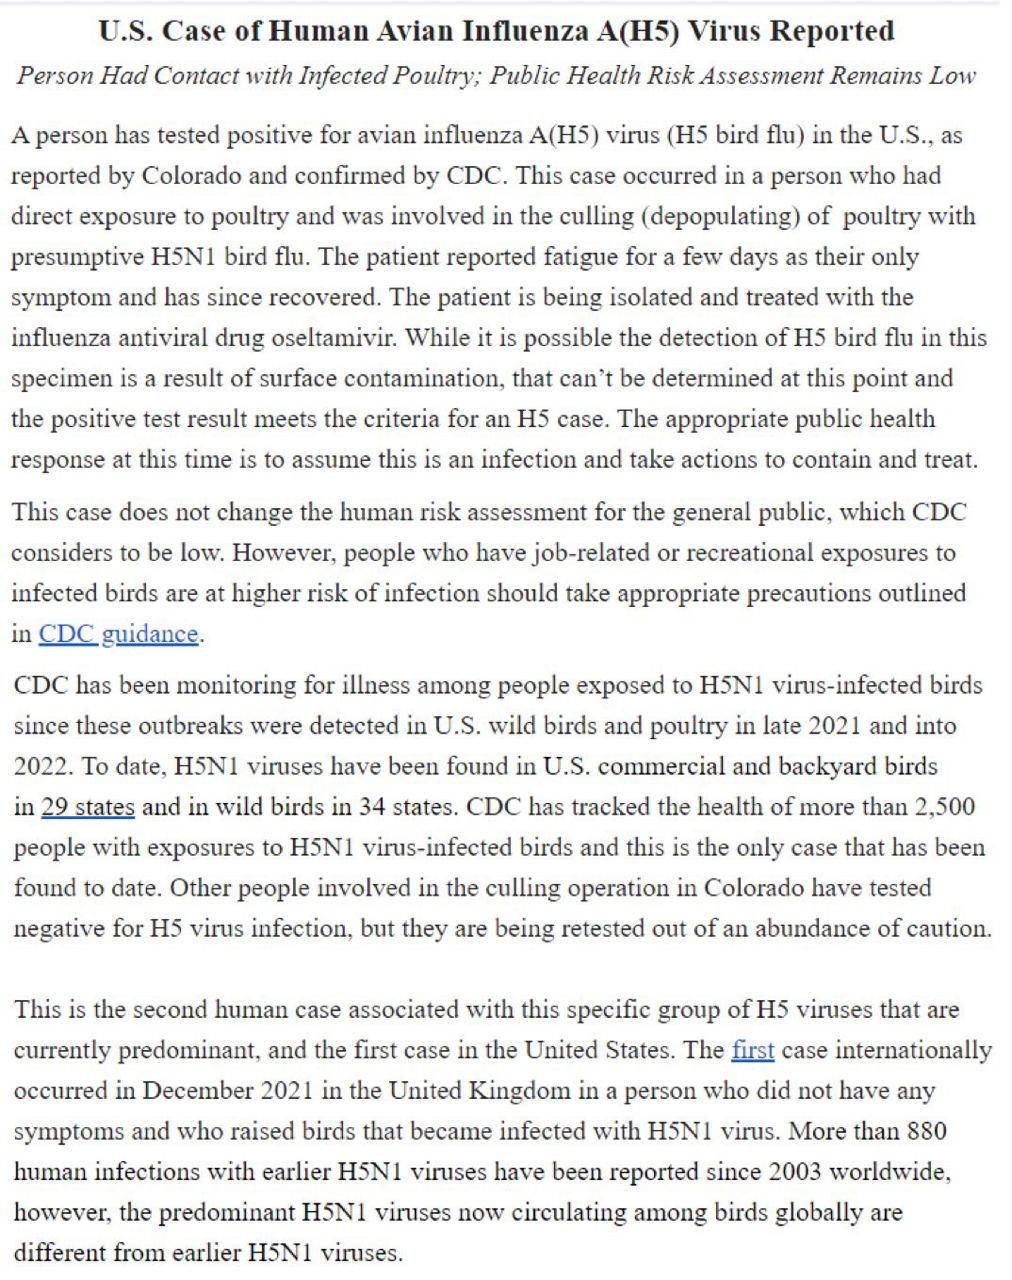 U.S. Case of Human Avian Influenza A(H5) Virus Reported
Person Had Contact with Infected Poultry; Public Health Risk Assessment Remains Low
A person has tested positive for avian influenza A(H5) virus (H5 bird flu) in the U.S., as
reported by Colorado and confirmed by CDC. This case occurred in a person who had
direct exposure to poultry and was involved in the culling (depopulating) of poultry with
presumptive H5N1 bird flu. The patient reported fatigue for a few days as their only
symptom and has since recovered. The patient is being isolated and treated with the
influenza antiviral drug oseltamivir. While it is possible the detection of H5 bird flu in this
specimen is a result of surface contamination, that can’t be determined at this point and
the positive test result meets the criteria for an H5 case. The appropriate public health
response at this time is to assume this is an infection and take actions to contain and treat.
This case does not change the human risk assessment for the general public, which CDC
considers to be low. However, people who have job-related or recreational exposures to
infected birds are at higher risk of infection should take appropriate precautions outlined
in CDC guidance.
CDC has been monitoring for illness among people exposed to H5N1 virus-infected birds
since these outbreaks were detected in U.S. wild birds and poultry in late 2021 and into
2022. To date, H5N1 viruses have been found in U.S. commercial and backyard birds
in 29 states and in wild birds in 34 states. CDC has tracked the health of more than 2,500
people with exposures to H5N1 virus-infected birds and this is the only case that has been
found to date. Other people involved in the culling operation in Colorado have tested
negative for H5 virus infection, but they are being retested out of an abundance of caution.
This is the second human case associated with this specific group of H5 viruses that are
currently predominant, and the first case in the United States. The first case internationally
occurred in December 2021 in the United Kingdom in a person who did not have any
symptoms and who raised birds that became infected with H5N1 virus. More than 880
human infections with earlier H5N1 viruses have been reported since 2003 worldwide,
however, the predominant H5N1 viruses now circulating among birds globally are
different from earlier H5N1 viruses.